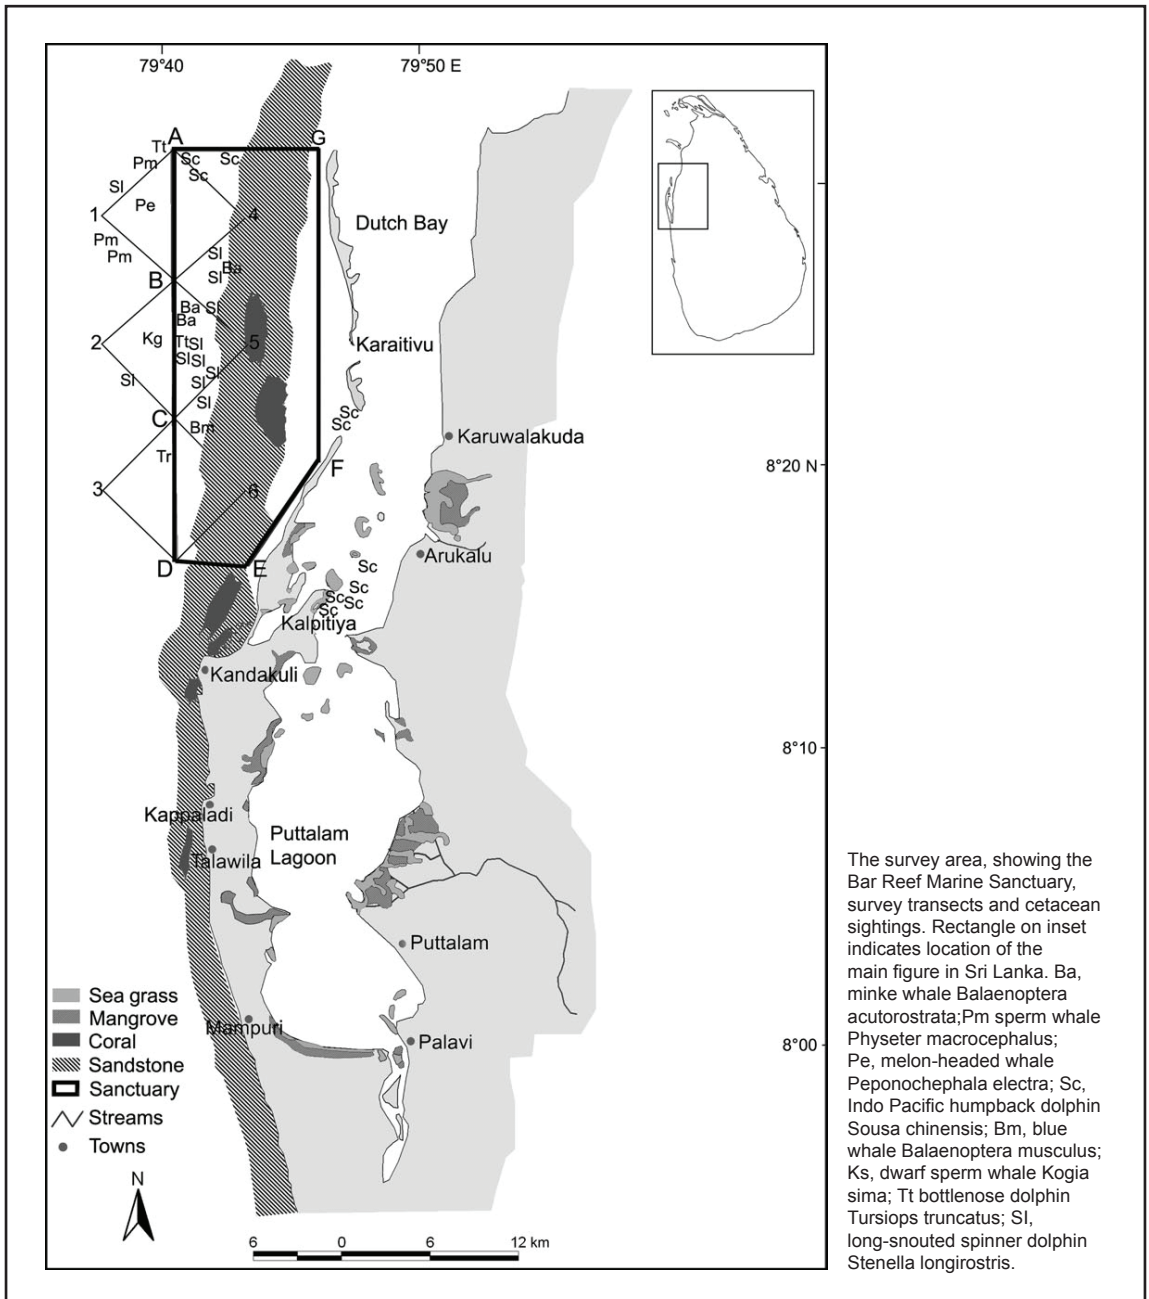 79°40
79°50 E
A
G
Tt
Sc
Sc
Pm
Sc
Sl
Pe
1
4
Dutch Bay
Pm
Pm
Sl
Ba
Sl
B
Ba
Sl
Ba
2
Kg
Tt
Sl
5
Karaitivu
Sl
Sl
Sl
Sl
Sl
Sl
Sc
Sc
C
Bm
Karuwalakuda
Tr
F
8°20 N
3
6
Arukalu
D
E
Sc
Sc
Sc
Sc
Sc
Kalpitiya
Kandakuli
8°10
Kappaladi
Puttalam
Lagoon
Talawila
Puttalam
Mampuri
Palavi
8°00
Sea grass
Mangrove
Coral
Sandstone
Sanctuary
Streams
Towns
N
6 0 6 12 km
The survey area, showing the
Bar Reef Marine Sanctuary,
survey transects and cetacean
sightings. Rectangle on inset
indicates location of the
main figure in Sri Lanka. Ba,
minke whale Balaenoptera
acutorostrata;Pm sperm whale
Physeter macrocephalus;
Pe, melon-headed whale
Peponochephala electra; Sc,
Indo Pacific humpback dolphin
Sousa chinensis; Bm, blue
whale Balaenoptera musculus;
Ks, dwarf sperm whale Kogia
sima; Tt bottlenose dolphin
Tursiops truncatus; SI,
long-snouted spinner dolphin
Stenella longirostris.